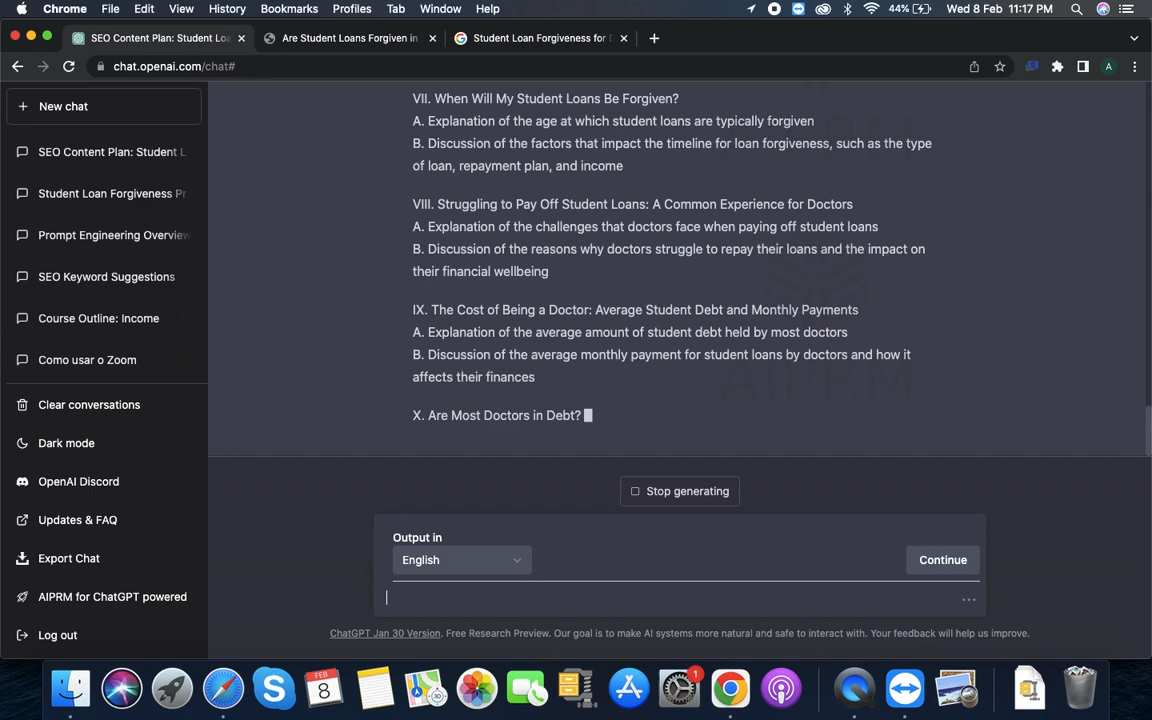 Chrome File Edit View History Bookmarks Profiles Tab Window Help 44% Wed 8 Feb 11:17 PM
SEO Content Plan: Student Loa Are Student Loans Forgiven in Student Loan Forgiveness for D
chat.openai.com/chat# A
New chat
SEO Content Plan: Student L
Student Loan Forgiveness Pr
Prompt Engineering Overview
SEO Keyword Suggestions
Course Outline: Income
Como usar o Zoom
Clear conversations
Dark mode
OpenAI Discord
Updates & FAQ
Export Chat
AIPRM for ChatGPT powered
Log out
VII. When Will My Student Loans Be Forgiven?
A. Explanation of the age at which student loans are typically forgiven
B. Discussion of the factors that impact the timeline for loan forgiveness, such as the type
of loan, repayment plan, and income
VIII. Struggling to Pay Off Student Loans: A Common Experience for Doctors
A. Explanation of the challenges that doctors face when paying off student loans
B. Discussion of the reasons why doctors struggle to repay their loans and the impact on
their financial wellbeing
IX. The Cost of Being a Doctor: Average Student Debt and Monthly Payments
A. Explanation of the average amount of student debt held by most doctors
B. Discussion of the average monthly payment for student loans by doctors and how it
affects their finances
X. Are Most Doctors in Debt?
AIPRM
AIPRM
Stop generating
Output in
English
Continue
ChatGPT Jan 30 Version. Free Research Preview. Our goal is to make AI systems more natural and safe to interact with. Your feedback will help us improve.
FEB
8
1